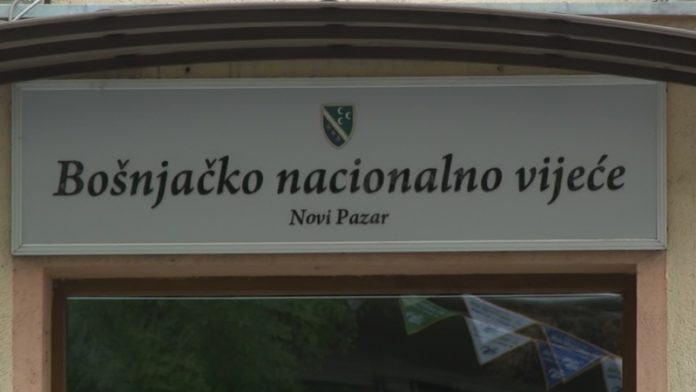 Bošnjačko nacionalno vijeće
Novi Pazar